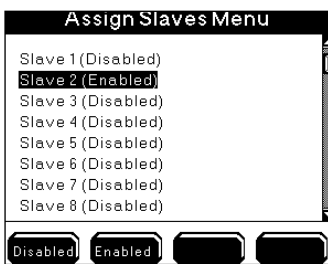 Assign Slaves Menu
Slave 1 (Disabled)
Slave 2 (Enabled)
Slave 3 (Disabled)
Slave 4 (Disabled)
Slave 5 (Disabled)
Slave 6 (Disabled)
Slave 7 (Disabled)
Slave 8 (Disabled)
Disabled Enabled